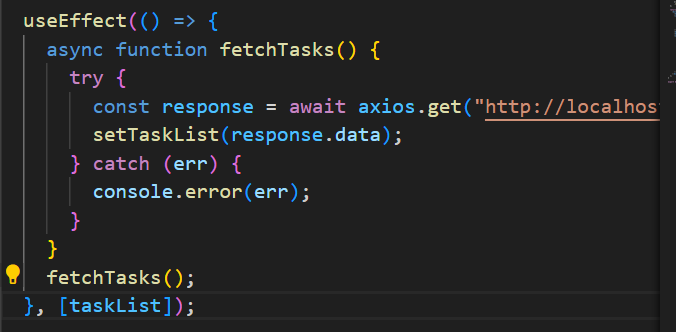 useEffect(() => {
async function fetchTasks() {
try {
const response = await axios.get("http://localhos
setTaskList(response.data);
} catch (err) {
console.error(err);
}
}
fetchTasks();
}, [taskList]);